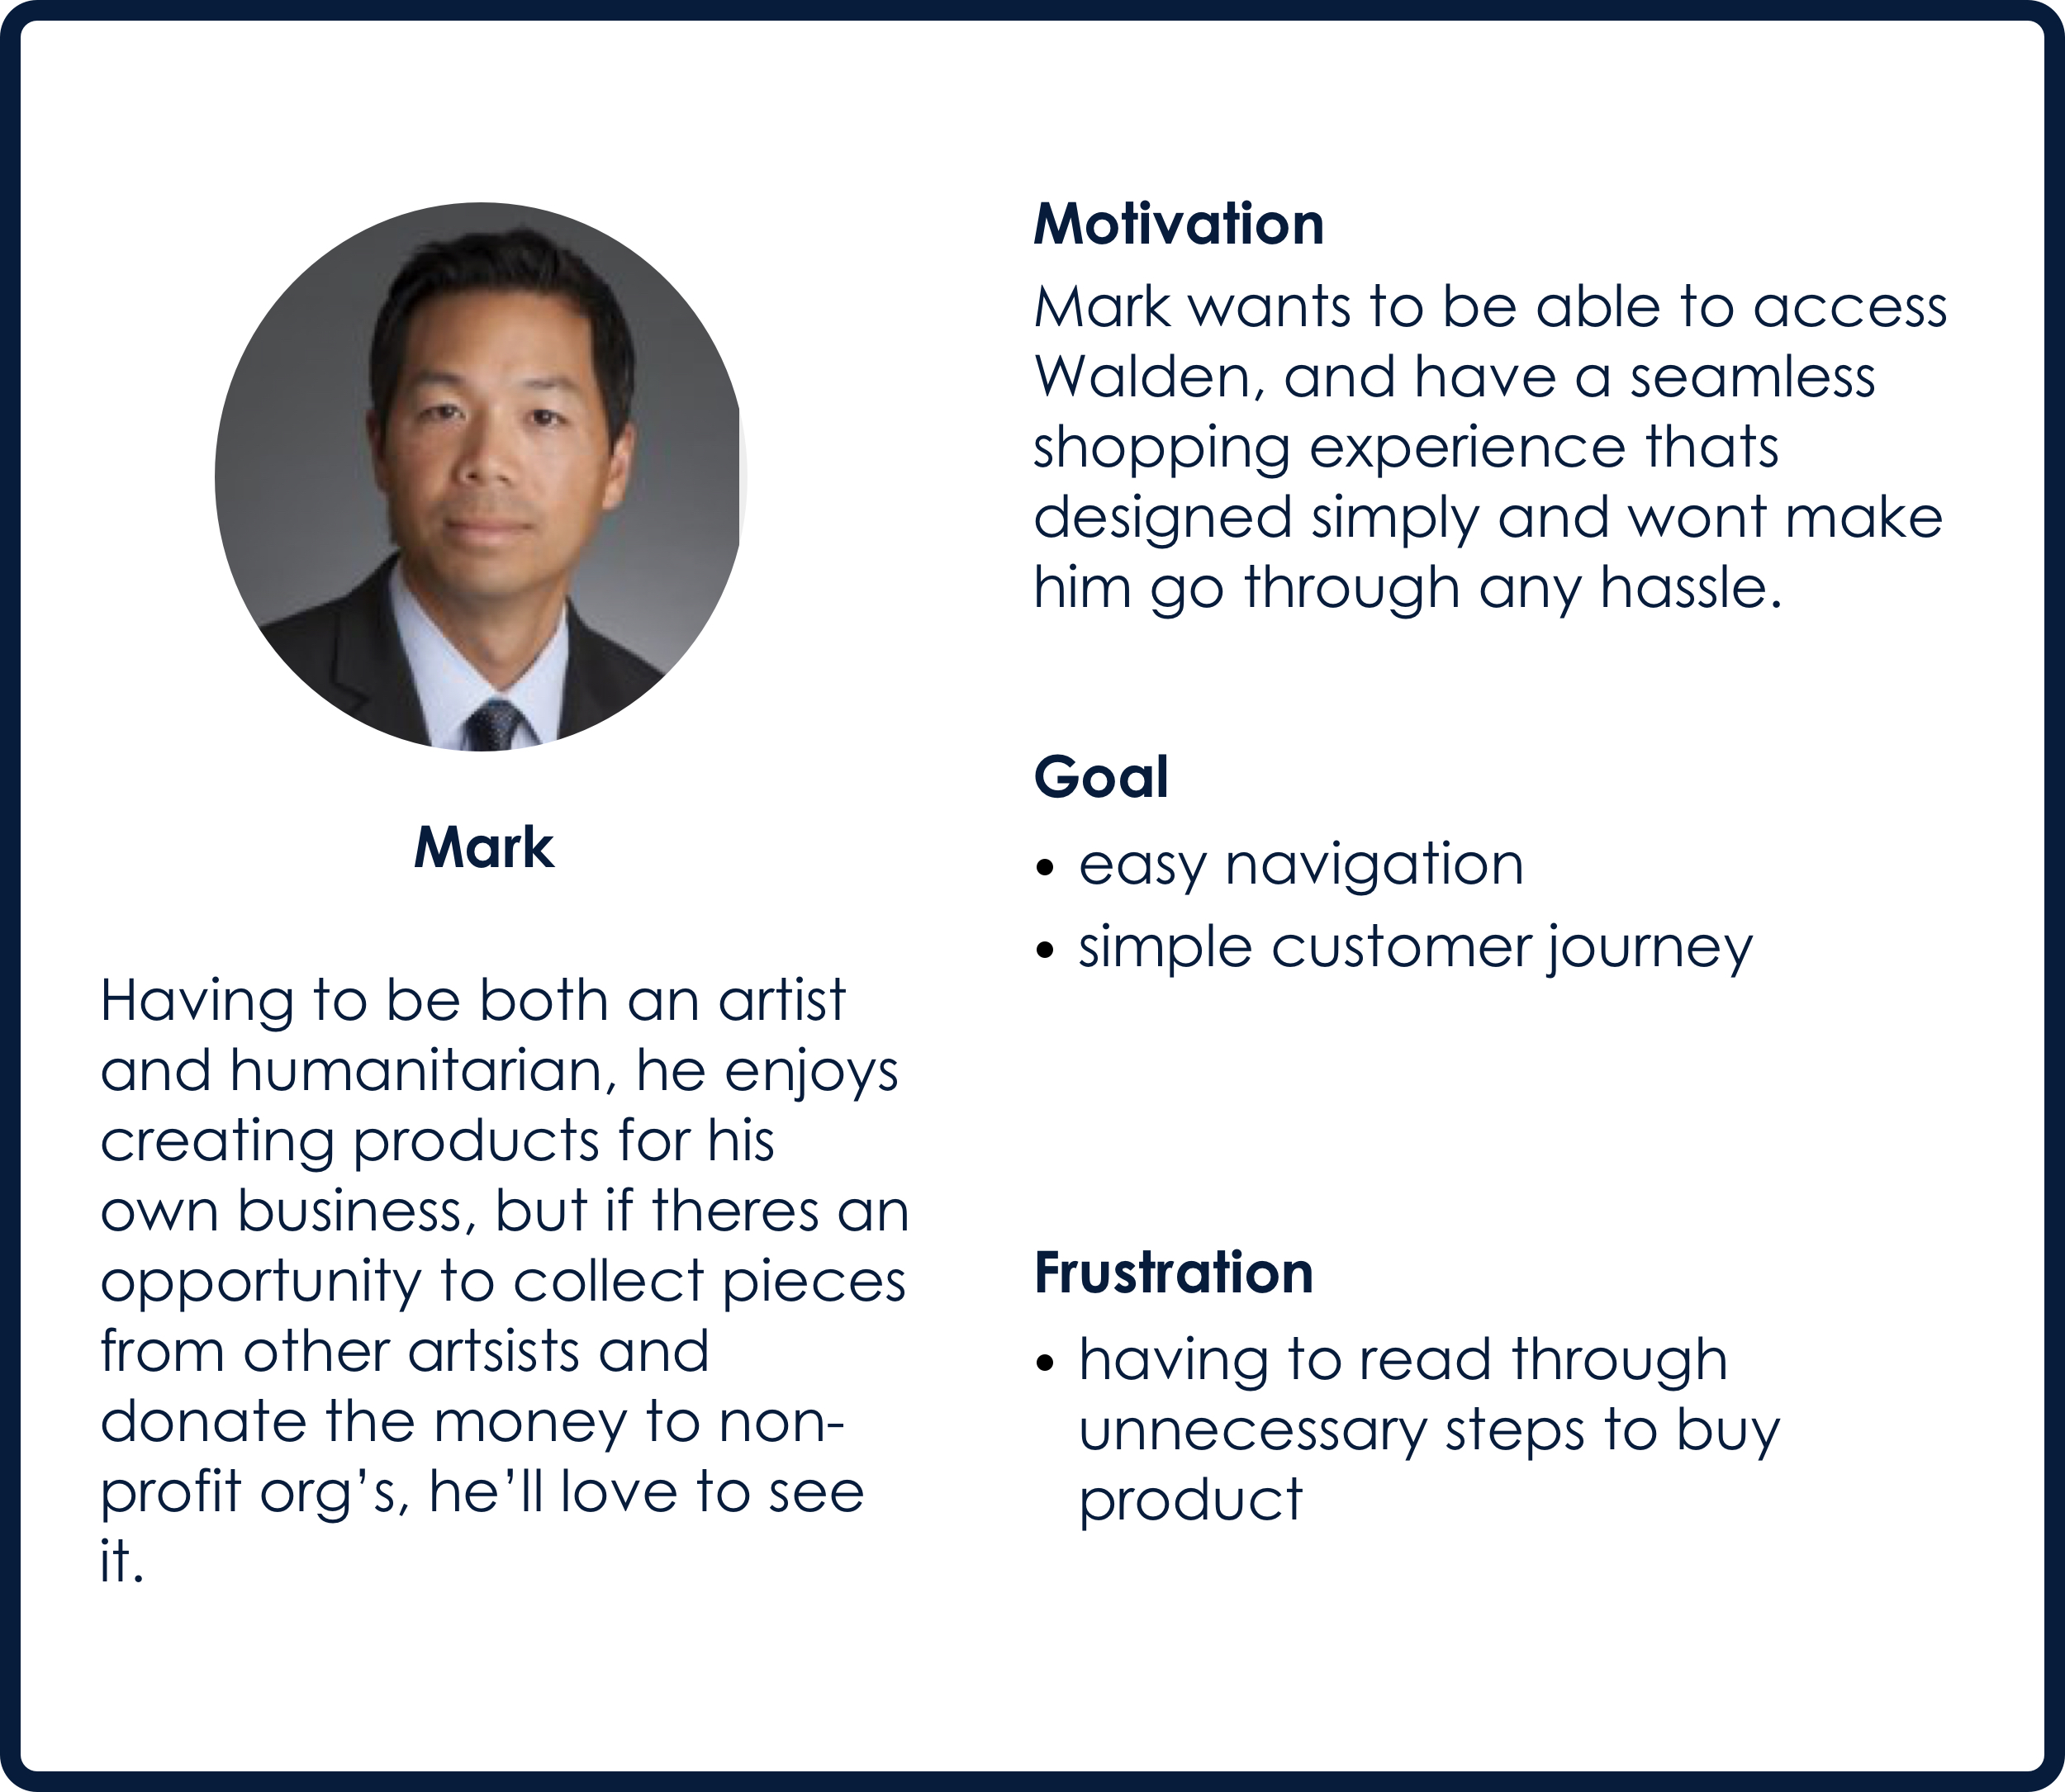 Mark
Having to be both an artist
and humanitarian, he enjoys
creating products for his
own business, but if theres an
opportunity to collect pieces
from other artsists and
donate the money to non-
profit org’s, he’ll love to see
it.
Motivation
Mark wants to be able to access
Walden, and have a seamless
shopping experience thats
designed simply and wont make
him go through any hassle.
Goal
• easy navigation
• simple customer journey
Frustration
• having to read through
unnecessary steps to buy
product